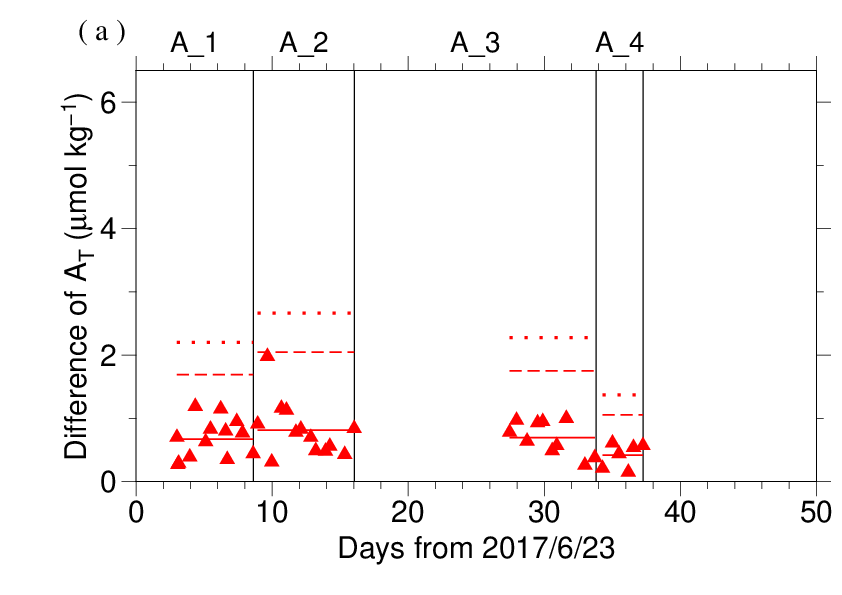 ( a )
A_1 A_2 A_3 A_4
Difference of A_T (µmol kg⁻¹)
6
4
2
0
0 10 20 30 40 50
Days from 2017/6/23